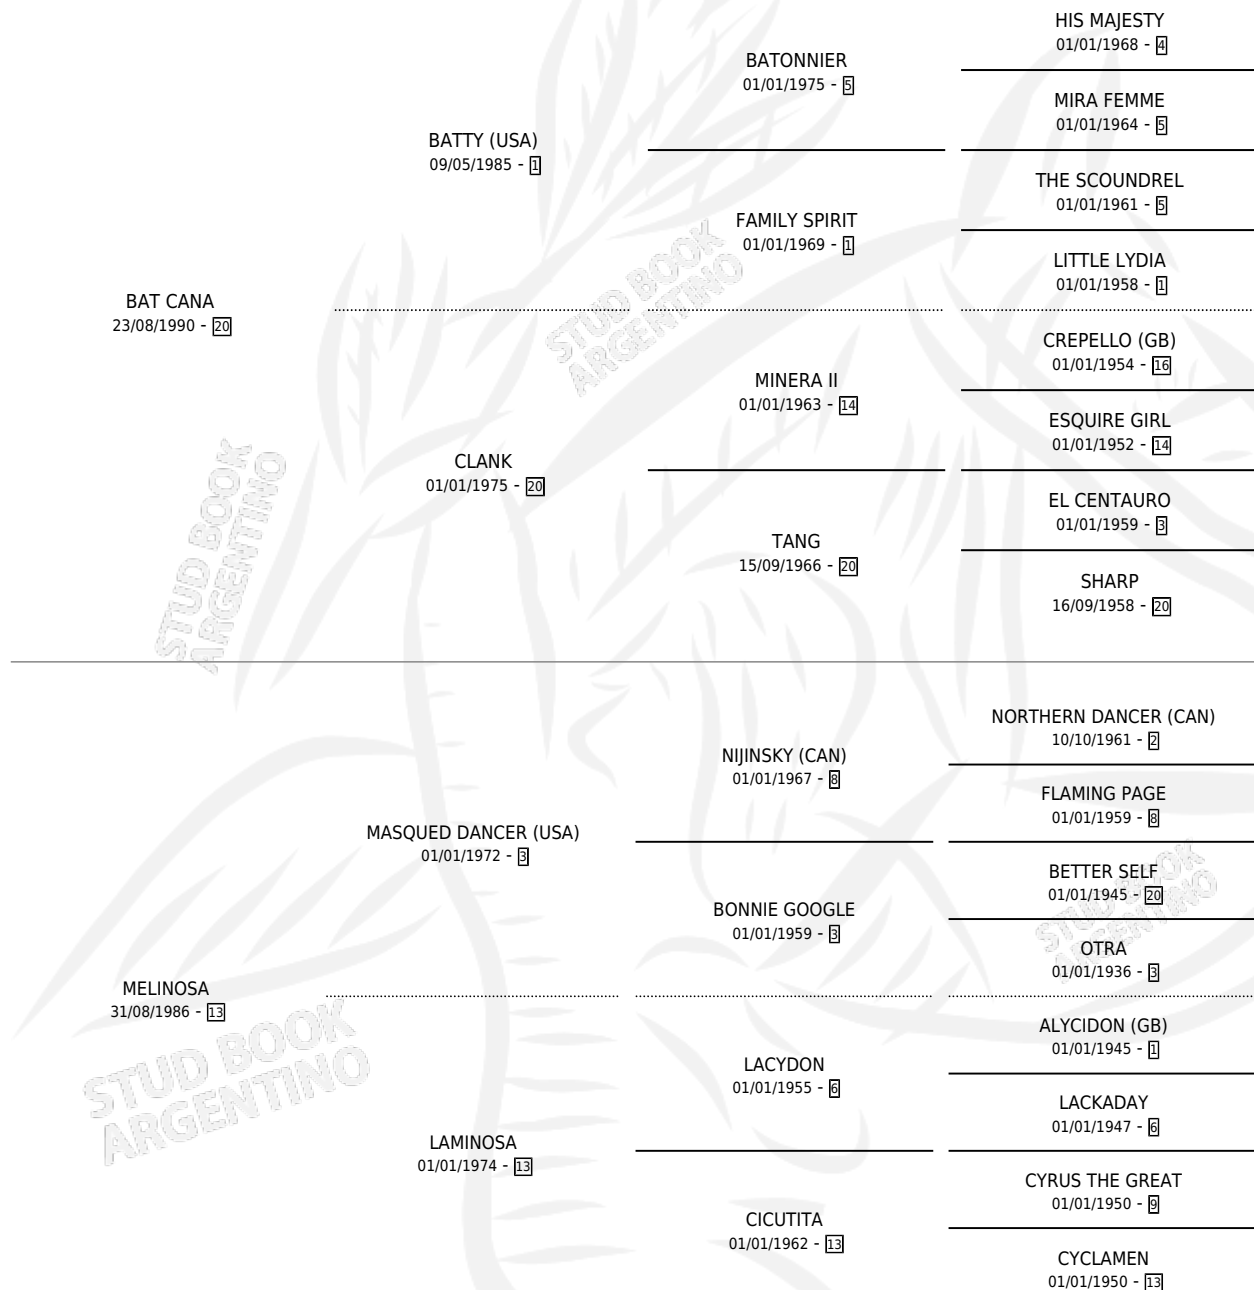 HIS MAJESTY
01/01/1968 - 4
BATONNIER
01/01/1975 - 5
MIRA FEMME
01/01/1964 - 5
BATTY (USA)
09/05/1985 - 1
THE SCOUNDREL
01/01/1961 - 5
FAMILY SPIRIT
01/01/1969 - 1
LITTLE LYDIA
01/01/1958 - 1
BAT CANA
23/08/1990 - 20
CREPELLO (GB)
01/01/1954 - 16
MINERA II
01/01/1963 - 14
ESQUIRE GIRL
01/01/1952 - 14
CLANK
01/01/1975 - 20
EL CENTAURO
01/01/1959 - 3
TANG
15/09/1966 - 20
SHARP
16/09/1958 - 20
NORTHERN DANCER (CAN)
10/10/1961 - 2
NIJINSKY (CAN)
01/01/1967 - 8
FLAMING PAGE
01/01/1959 - 8
MASQUED DANCER (USA)
01/01/1972 - 3
BETTER SELF
01/01/1945 - 20
BONNIE GOOGLE
01/01/1959 - 3
OTRA
01/01/1936 - 3
MELINOSA
31/08/1986 - 13
ALYCIDON (GB)
01/01/1945 - 1
LACYDON
01/01/1955 - 6
LACKADAY
01/01/1947 - 6
LAMINOSA
01/01/1974 - 13
CYRUS THE GREAT
01/01/1950 - 9
CICUTITA
01/01/1962 - 13
CYCLAMEN
01/01/1950 - 13
STUD BOOK
ARGENTINO
STUD BOOK
ARGENTINO
STUD BOOK
ARGENTINO
STUD BOOK
ARGENTINO